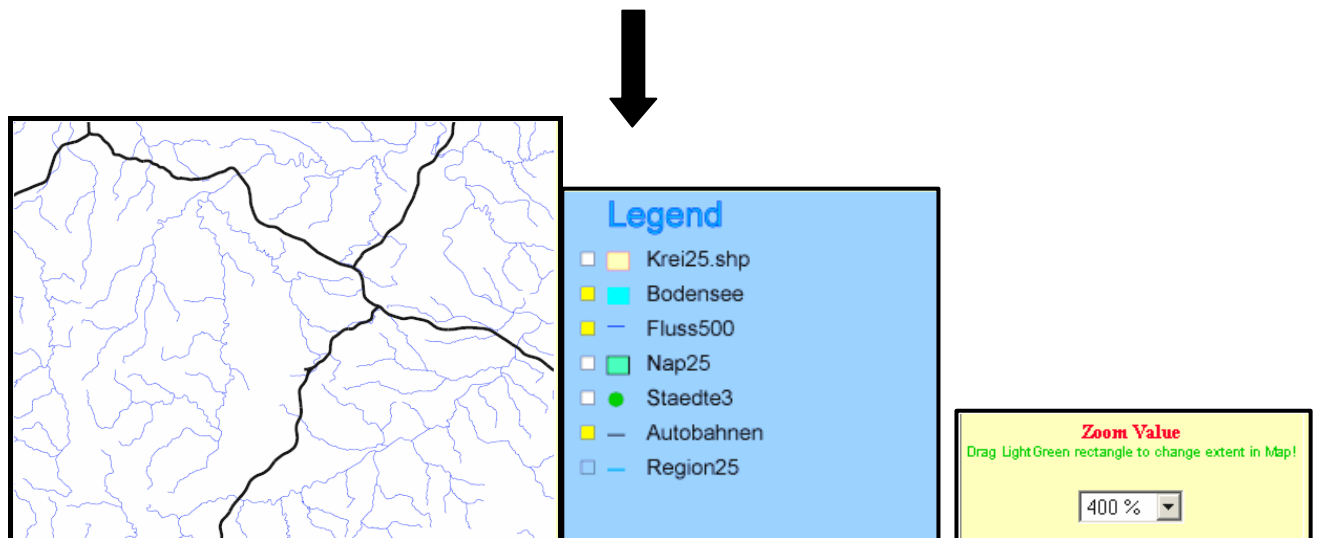 Legend
Krei25.shp
Bodensee
Fluss500
Nap25
Staedte3
Autobahnen
Region25
Zoom Value
Drag LightGreen rectangle to change extent in Map!
400 %